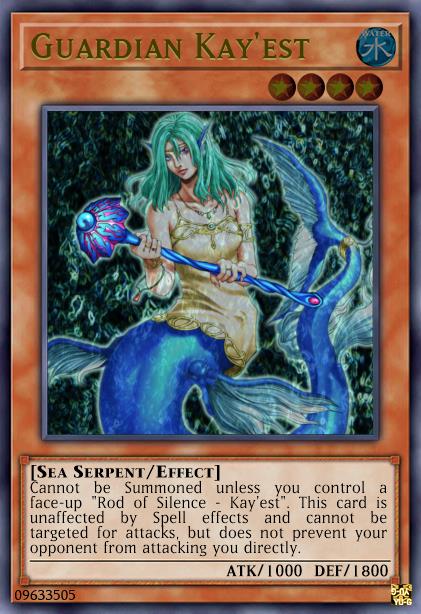 Guardian Kay'est
WATER
水
[Sea Serpent/Effect]
Cannot be Summoned unless you control a
face-up "Rod of Silence - Kay'est". This card is
unaffected by Spell effects and cannot be
targeted for attacks, but does not prevent your
opponent from attacking you directly.
ATK/1000 DEF/1800
09633505